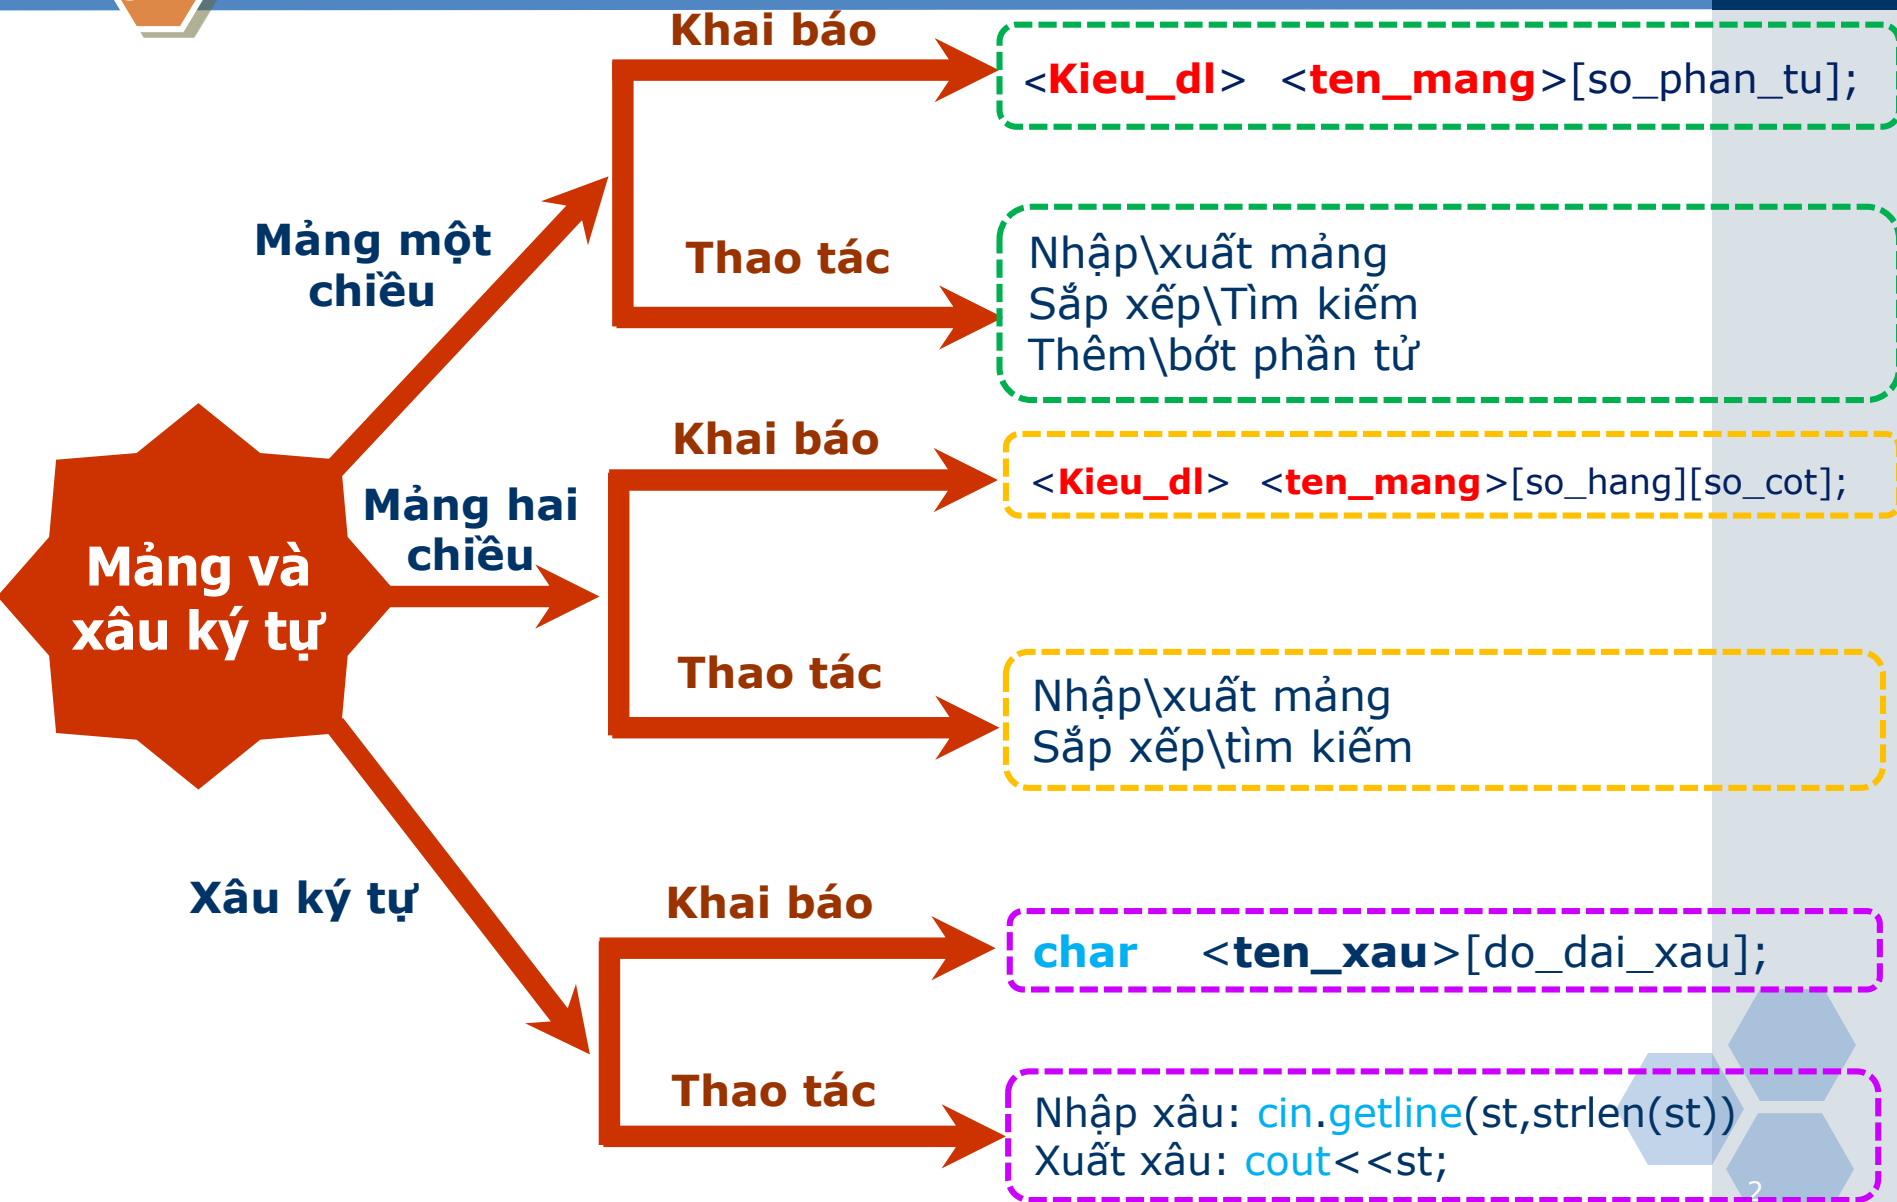 Mảng và
xâu ký tự
Mảng một
chiều
Khai báo
<Kieu_dl> <ten_mang>[so_phan_tu];
Thao tác
Nhập\xuất mảng
Sắp xếp\Tìm kiếm
Thêm\bớt phần tử
Mảng hai
chiều
Khai báo
<Kieu_dl> <ten_mang>[so_hang][so_cot];
Thao tác
Nhập\xuất mảng
Sắp xếp\tìm kiếm
Xâu ký tự
Khai báo
char <ten_xau>[do_dai_xau];
Thao tác
Nhập xâu: cin.getline(st,strlen(st))
Xuất xâu: cout<<st;
2